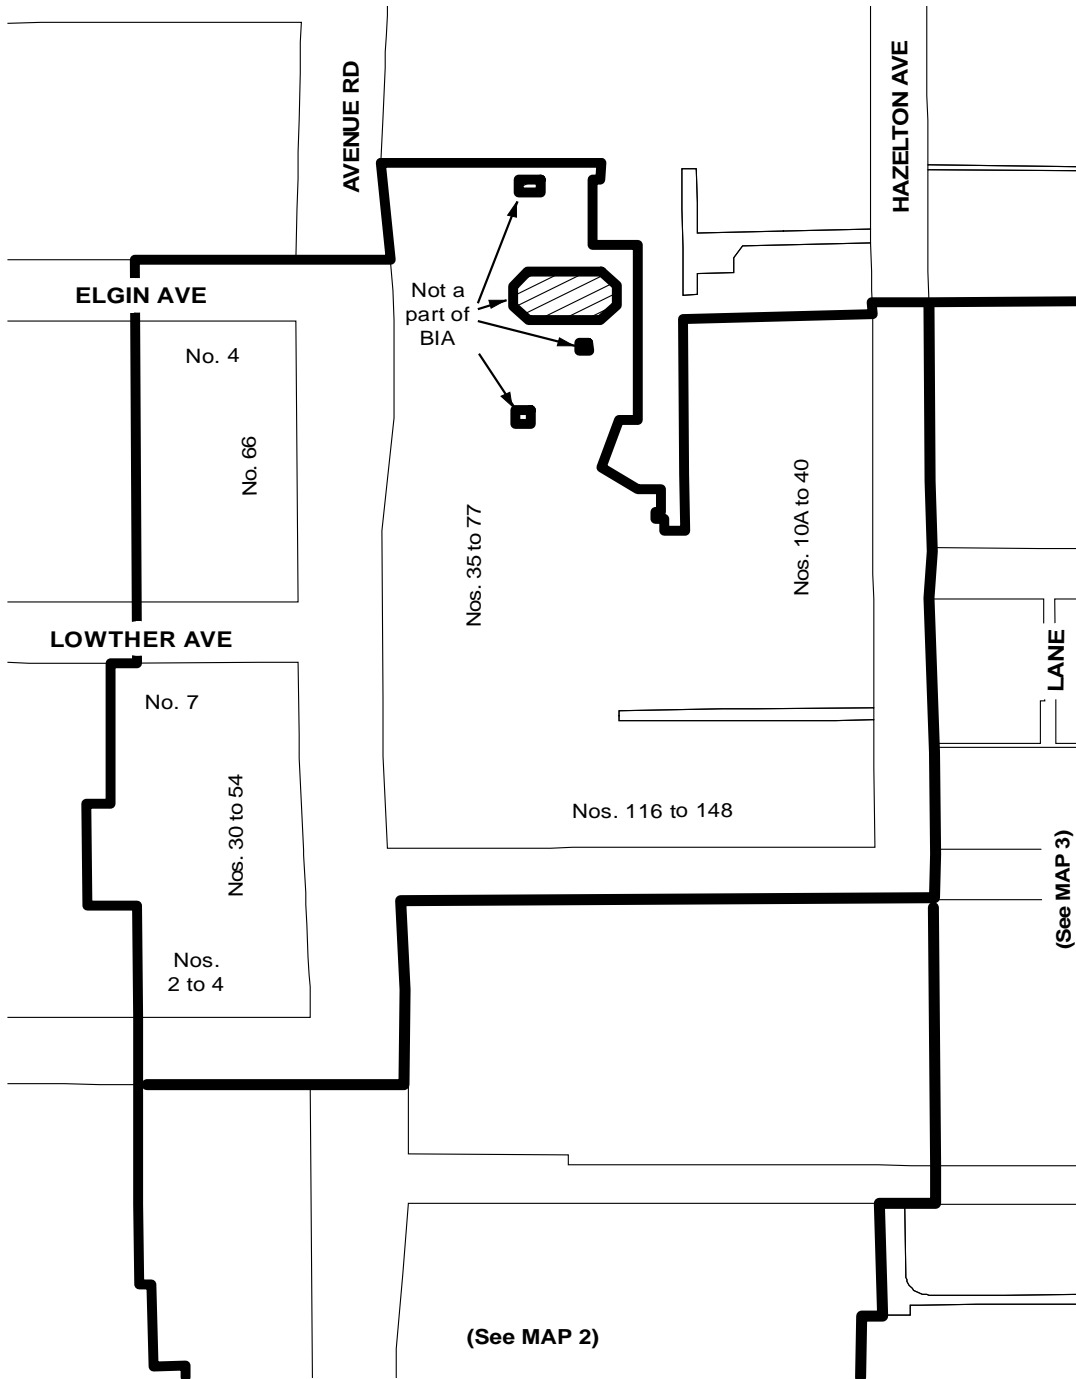 AVENUE RD
HAZELTON AVE
ELGIN AVE
Not a
part of
BIA
No. 4
No. 66
Nos. 35 to 77
Nos. 10A to 40
LOWTHER AVE
LANE
No. 7
Nos. 30 to 54
Nos. 116 to 148
(See MAP 3)
Nos.
2 to 4
(See MAP 2)